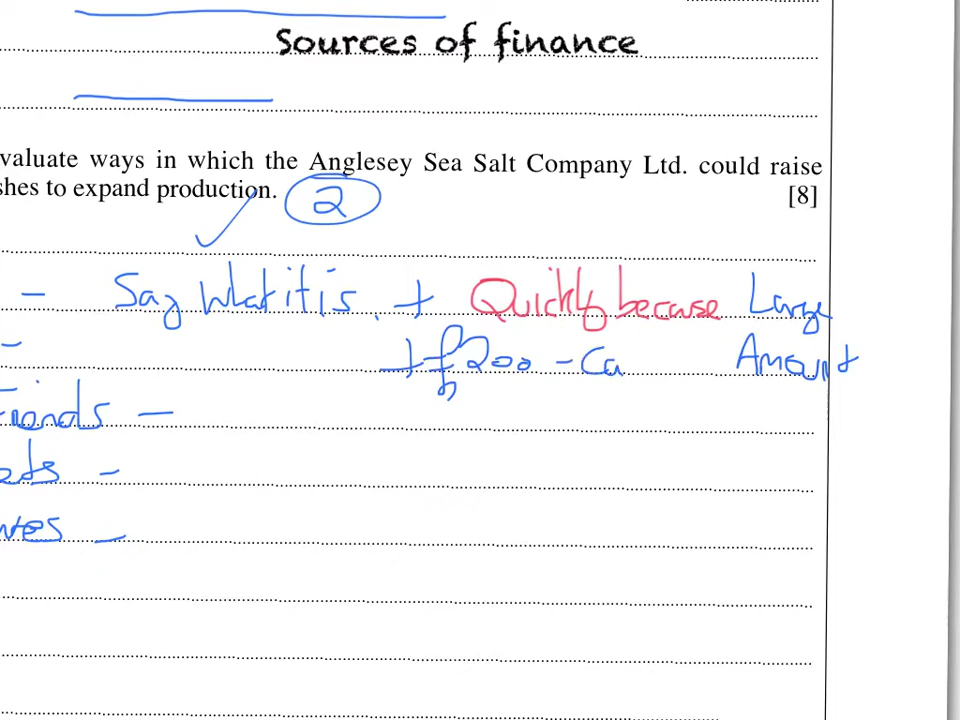 Sources of finance
valuate ways in which the Anglesey Sea Salt Company Ltd. could raise
shes to expand production. 2 [8]
- Say what it is. + Quickly because Large
- + £200 - Ca Amount
Friends -
-
-